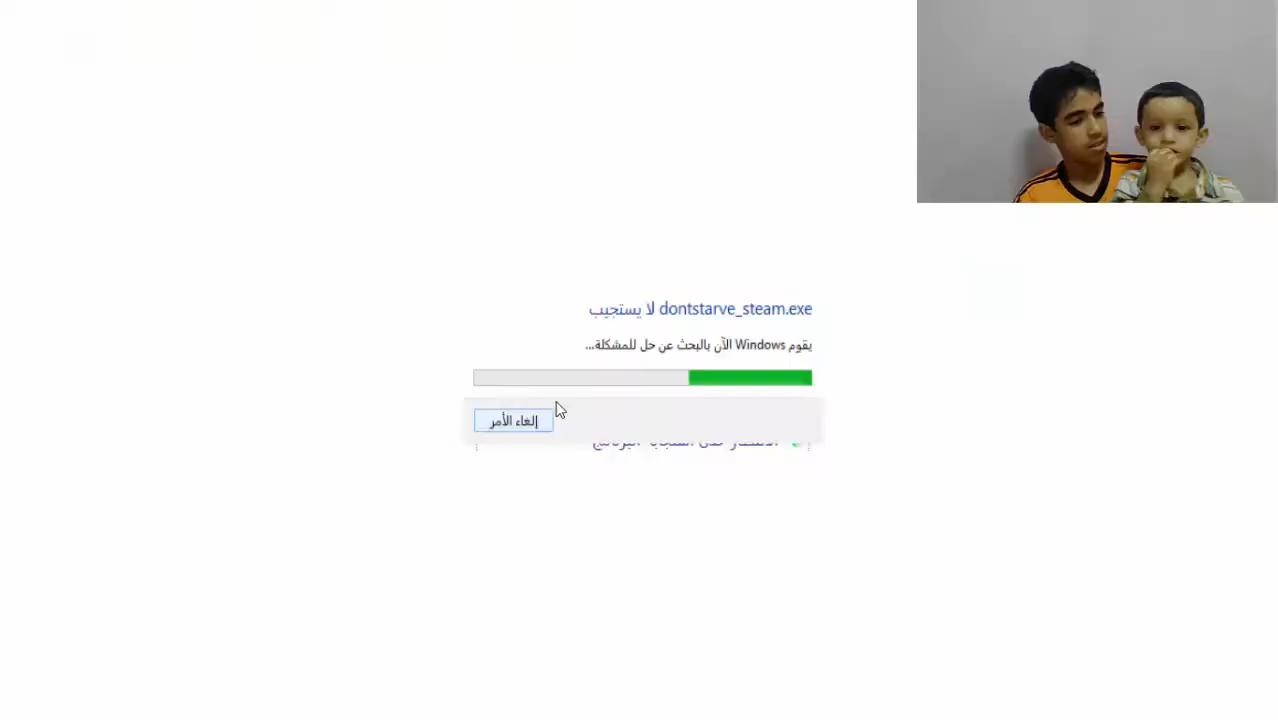 dontstarve_steam.exe لا يستجيب
يقوم Windows الآن بالبحث عن حل للمشكلة...
إلغاء الأمر